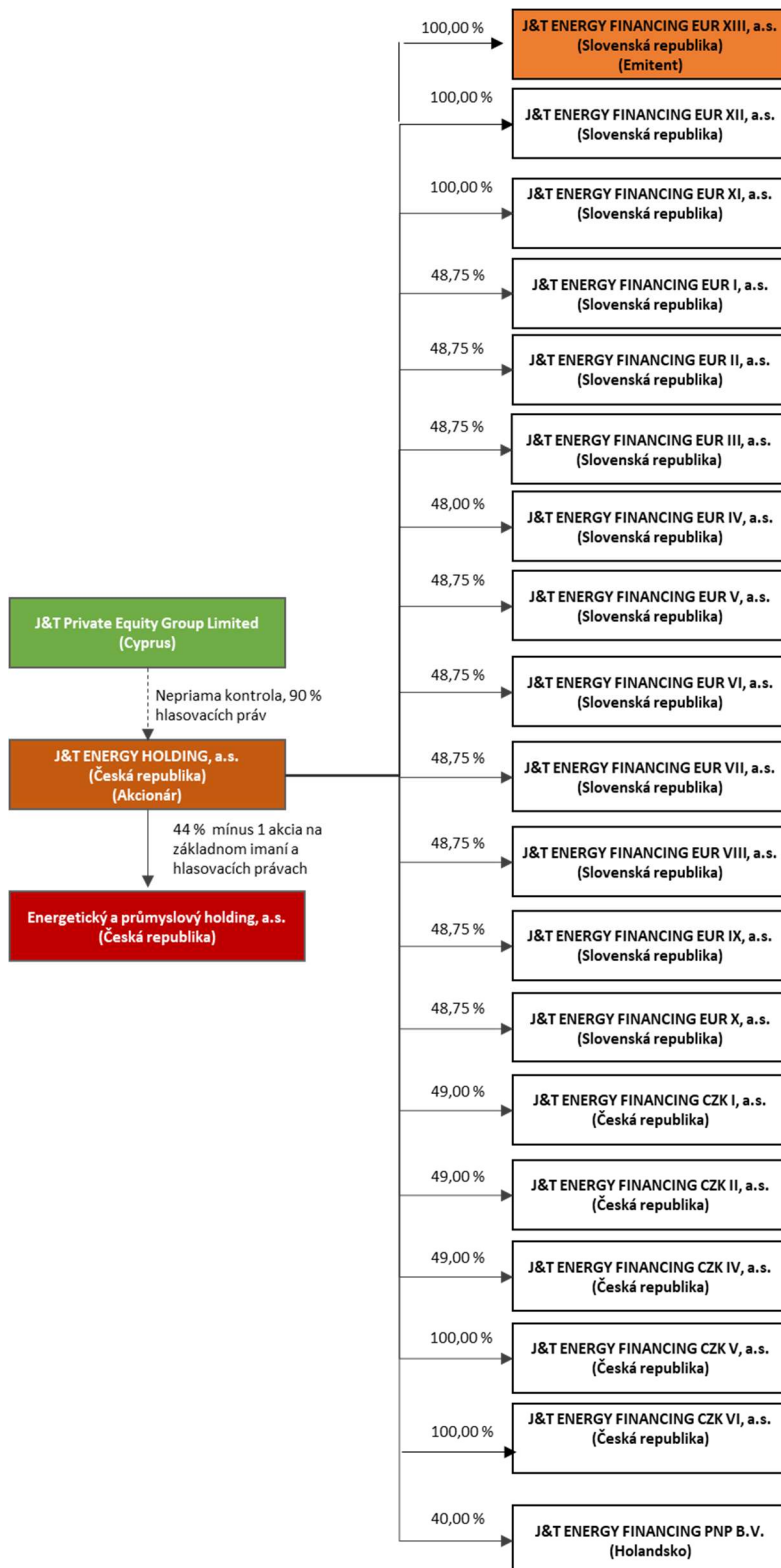 100,00 %
J&T ENERGY FINANCING EUR XIII, a.s.
(Slovenská republika)
(Emitent)
100,00 %
J&T ENERGY FINANCING EUR XII, a.s.
(Slovenská republika)
100,00 %
J&T ENERGY FINANCING EUR XI, a.s.
(Slovenská republika)
48,75 %
J&T ENERGY FINANCING EUR I, a.s.
(Slovenská republika)
48,75 %
J&T ENERGY FINANCING EUR II, a.s.
(Slovenská republika)
48,75 %
J&T ENERGY FINANCING EUR III, a.s.
(Slovenská republika)
48,00 %
J&T ENERGY FINANCING EUR IV, a.s.
(Slovenská republika)
48,75 %
J&T ENERGY FINANCING EUR V, a.s.
(Slovenská republika)
J&T Private Equity Group Limited
(Cyprus)
48,75 %
J&T ENERGY FINANCING EUR VI, a.s.
(Slovenská republika)
Nepriama kontrola, 90 %
hlasovacích práv
48,75 %
J&T ENERGY FINANCING EUR VII, a.s.
(Slovenská republika)
J&T ENERGY HOLDING, a.s.
(Česká republika)
(Akcionár)
44 % mínus 1 akcia na
základnom imaní a
hlasovacích právach
48,75 %
J&T ENERGY FINANCING EUR VIII, a.s.
(Slovenská republika)
Energetický a průmyslový holding, a.s.
(Česká republika)
48,75 %
J&T ENERGY FINANCING EUR IX, a.s.
(Slovenská republika)
48,75 %
J&T ENERGY FINANCING EUR X, a.s.
(Slovenská republika)
49,00 %
J&T ENERGY FINANCING CZK I, a.s.
(Česká republika)
49,00 %
J&T ENERGY FINANCING CZK II, a.s.
(Česká republika)
49,00 %
J&T ENERGY FINANCING CZK IV, a.s.
(Česká republika)
100,00 %
J&T ENERGY FINANCING CZK V, a.s.
(Česká republika)
100,00 %
J&T ENERGY FINANCING CZK VI, a.s.
(Česká republika)
40,00 %
J&T ENERGY FINANCING PNP B.V.
(Holandsko)